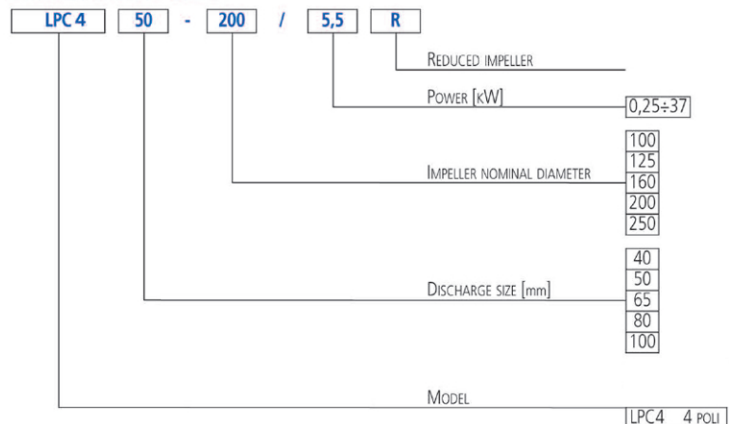 LPC 4 50 - 200 / 5,5 R
REDUCED IMPELLER
POWER [kW]
0,25÷37
IMPELLER NOMINAL DIAMETER
100
125
160
200
250
DISCHARGE SIZE [mm]
40
50
65
80
100
MODEL
LPC4 4 POLI